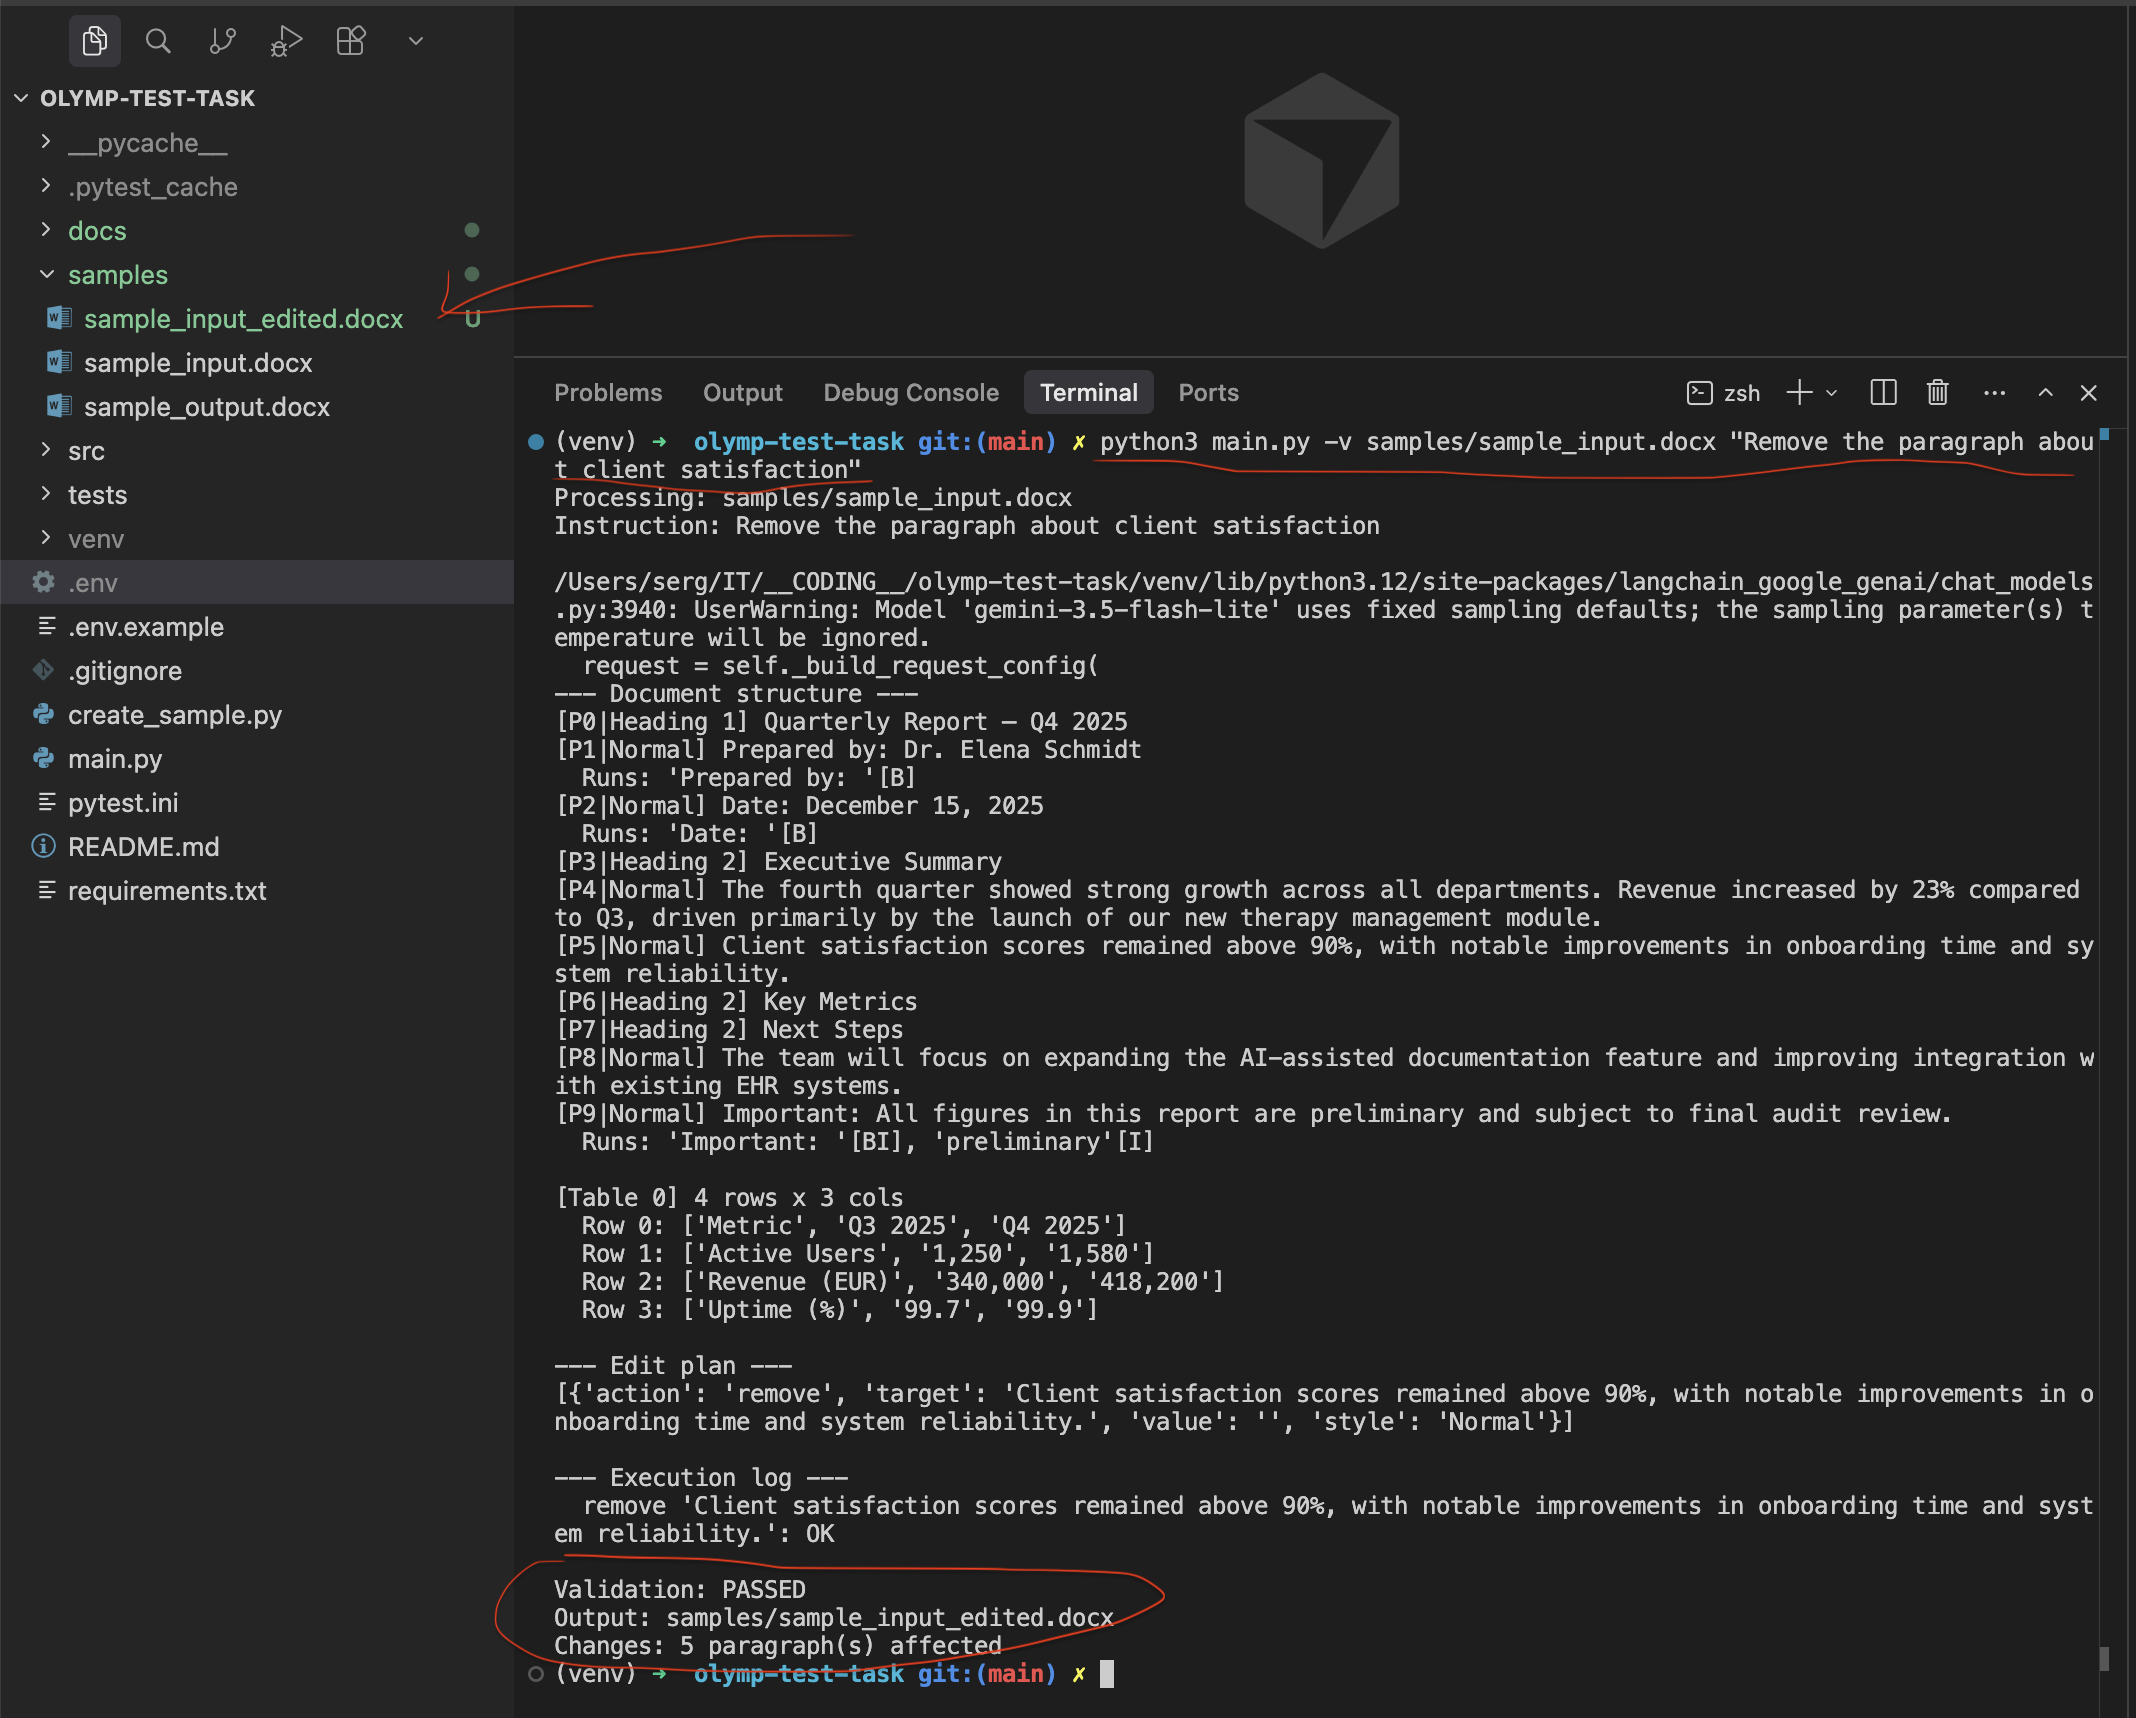 OLYMP-TEST-TASK
__pycache__
.pytest_cache
docs
samples
sample_input_edited.docx U
sample_input.docx
sample_output.docx
src
tests
venv
.env
.env.example
.gitignore
create_sample.py
main.py
pytest.ini
README.md
requirements.txt
Problems Output Debug Console Terminal Ports zsh
(venv) ➜ olymp-test-task git:(main) ✗ python3 main.py -v samples/sample_input.docx "Remove the paragraph abou
t client satisfaction"
Processing: samples/sample_input.docx
Instruction: Remove the paragraph about client satisfaction
/Users/serg/IT/__CODING__/olymp-test-task/venv/lib/python3.12/site-packages/langchain_google_genai/chat_models
.py:3940: UserWarning: Model 'gemini-3.5-flash-lite' uses fixed sampling defaults; the sampling parameter(s) t
emperature will be ignored.
request = self._build_request_config(
--- Document structure ---
[P0|Heading 1] Quarterly Report — Q4 2025
[P1|Normal] Prepared by: Dr. Elena Schmidt
Runs: 'Prepared by: '[B]
[P2|Normal] Date: December 15, 2025
Runs: 'Date: '[B]
[P3|Heading 2] Executive Summary
[P4|Normal] The fourth quarter showed strong growth across all departments. Revenue increased by 23% compared
to Q3, driven primarily by the launch of our new therapy management module.
[P5|Normal] Client satisfaction scores remained above 90%, with notable improvements in onboarding time and sy
stem reliability.
[P6|Heading 2] Key Metrics
[P7|Heading 2] Next Steps
[P8|Normal] The team will focus on expanding the AI-assisted documentation feature and improving integration w
ith existing EHR systems.
[P9|Normal] Important: All figures in this report are preliminary and subject to final audit review.
Runs: 'Important: '[BI], 'preliminary'[I]
[Table 0] 4 rows x 3 cols
Row 0: ['Metric', 'Q3 2025', 'Q4 2025']
Row 1: ['Active Users', '1,250', '1,580']
Row 2: ['Revenue (EUR)', '340,000', '418,200']
Row 3: ['Uptime (%)', '99.7', '99.9']
--- Edit plan ---
[{'action': 'remove', 'target': 'Client satisfaction scores remained above 90%, with notable improvements in o
nboarding time and system reliability.', 'value': '', 'style': 'Normal'}]
--- Execution log ---
remove 'Client satisfaction scores remained above 90%, with notable improvements in onboarding time and syst
em reliability.': OK
Validation: PASSED
Output: samples/sample_input_edited.docx
Changes: 5 paragraph(s) affected
(venv) ➜ olymp-test-task git:(main) ✗